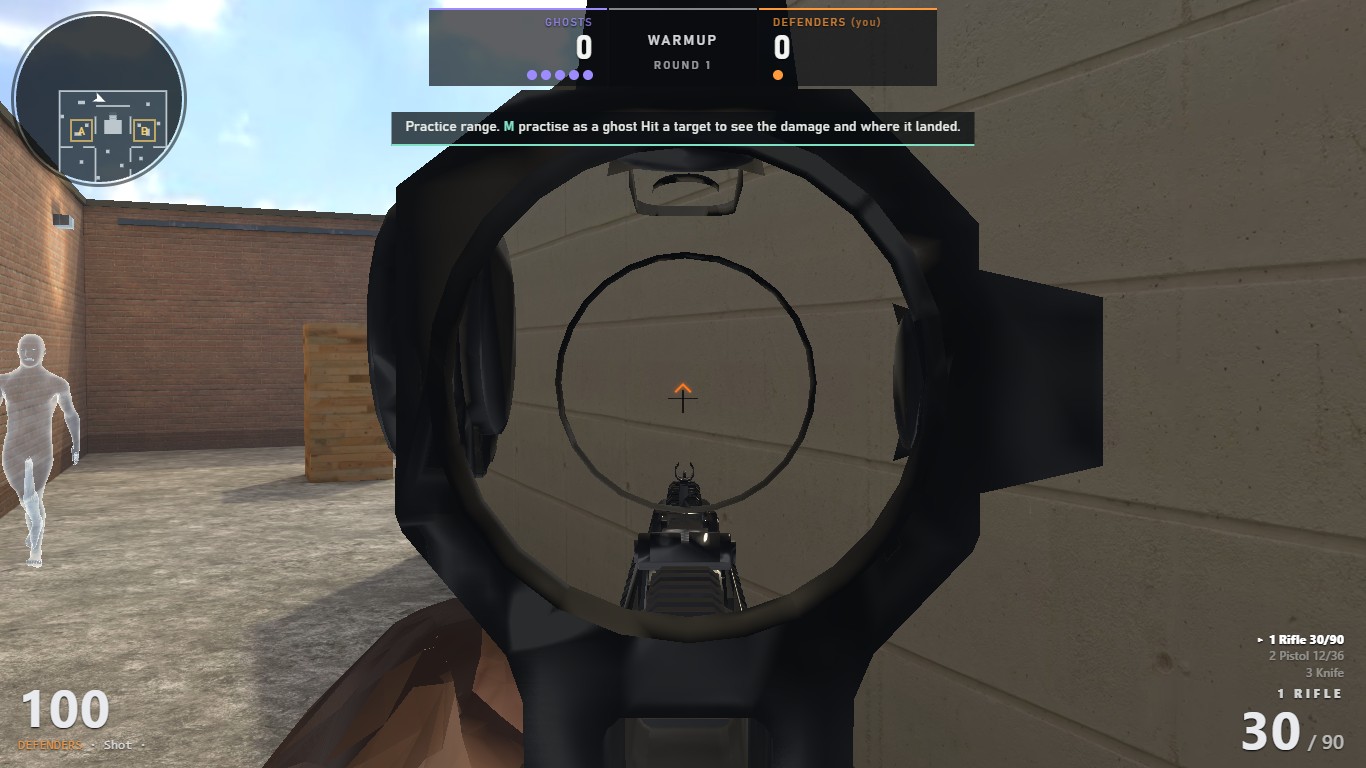 GHOSTS
0
WARMUP
ROUND 1
DEFENDERS (you)
0
Practice range. M practise as a ghost Hit a target to see the damage and where it landed.
A
B
1 Rifle 30/90
2 Pistol 12/36
3 Knife
1 RIFLE
30 / 90
100
DEFENDERS · Shot ·